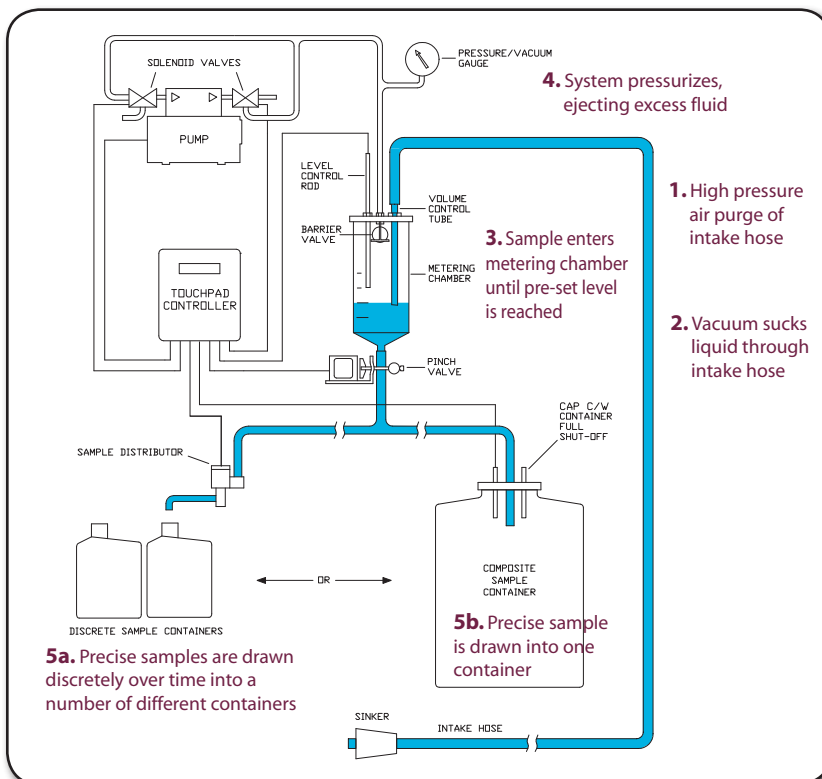 SOLENOID VALVES
PUMP
PRESSURE/VACUUM
GAUGE
4. System pressurizes,
ejecting excess fluid
LEVEL
CONTROL
ROD
VOLUME
CONTROL
TUBE
BARRIER
VALVE
METERING
CHAMBER
1. High pressure
air purge of
intake hose
3. Sample enters
metering chamber
until pre-set level
is reached
TOUCHPAD
CONTROLLER
2. Vacuum sucks
liquid through
intake hose
PINCH
VALVE
CAP C/W
CONTAINER
FULL
SHUT-OFF
SAMPLE DISTRIBUTOR
OR
COMPOSITE
SAMPLE
CONTAINER
DISCRETE SAMPLE CONTAINERS
5a. Precise samples are drawn
discretely over time into a
number of different containers
5b. Precise sample
is drawn into one
container
SINKER
INTAKE HOSE